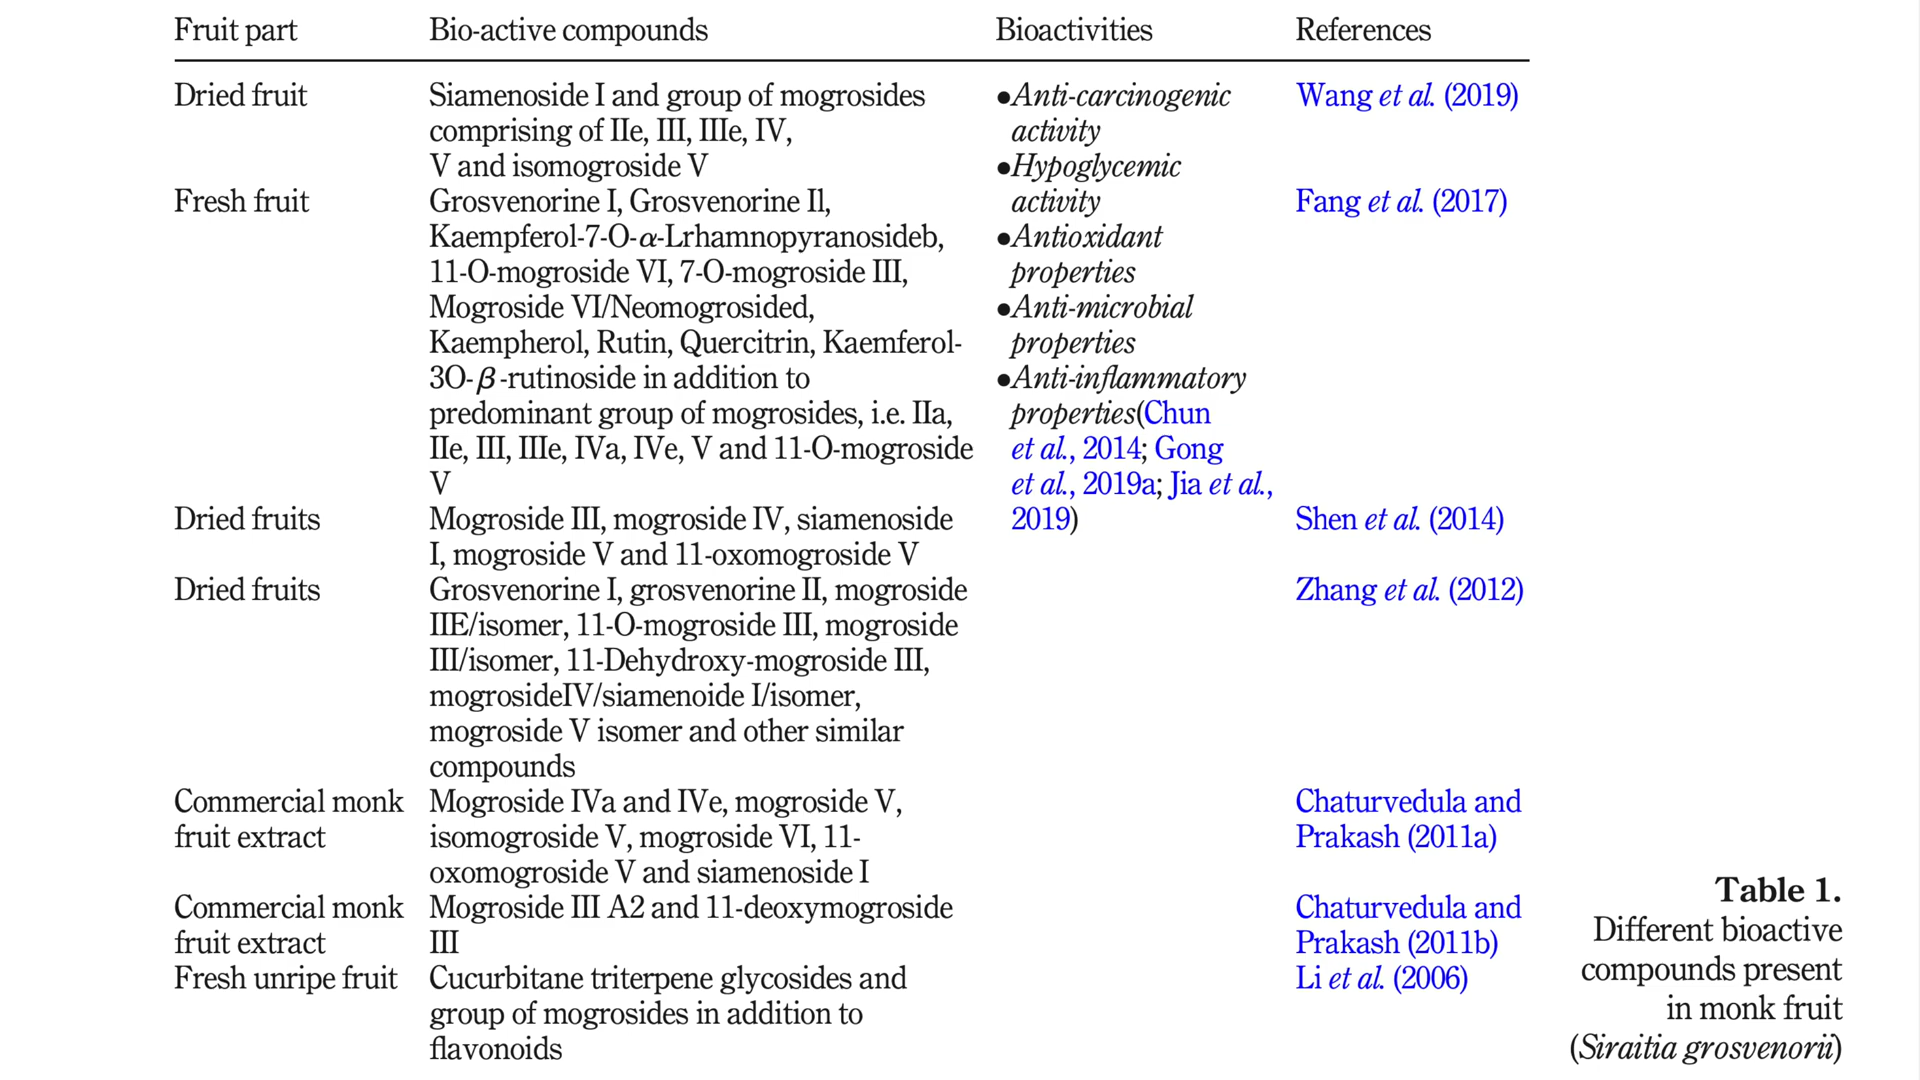 Fruit part Bio-active compounds Bioactivities References
Dried fruit Siamenoside I and group of mogrosides •Anti-carcinogenic Wang et al. (2019)
comprising of IIe, III, IIIe, IV, activity
V and isomogroside V •Hypoglycemic
Fresh fruit Grosvenorine I, Grosvenorine Il, activity Fang et al. (2017)
Kaempferol-7-O-α-Lrhamnopyranosideb, •Antioxidant
11-O-mogroside VI, 7-O-mogroside III, properties
Mogroside VI/Neomogrosided, •Anti-microbial
Kaempherol, Rutin, Quercitrin, Kaemferol- properties
3O-β-rutinoside in addition to •Anti-inflammatory
predominant group of mogrosides, i.e. IIa, properties(Chun
IIe, III, IIIe, IVa, IVe, V and 11-O-mogroside et al., 2014; Gong
V et al., 2019a; Jia et al.,
Dried fruits Mogroside III, mogroside IV, siamenoside 2019) Shen et al. (2014)
I, mogroside V and 11-oxomogroside V
Dried fruits Grosvenorine I, grosvenorine II, mogroside Zhang et al. (2012)
IIE/isomer, 11-O-mogroside III, mogroside
III/isomer, 11-Dehydroxy-mogroside III,
mogrosideIV/siamenoide I/isomer,
mogroside V isomer and other similar
compounds
Commercial monk Mogroside IVa and IVe, mogroside V, Chaturvedula and
fruit extract isomogroside V, mogroside VI, 11- Prakash (2011a)
oxomogroside V and siamenoside I
Commercial monk Mogroside III A2 and 11-deoxymogroside Chaturvedula and
fruit extract III Prakash (2011b)
Fresh unripe fruit Cucurbitane triterpene glycosides and Li et al. (2006)
group of mogrosides in addition to
flavonoids
Table 1.
Different bioactive
compounds present
in monk fruit
(Siraitia grosvenorii)